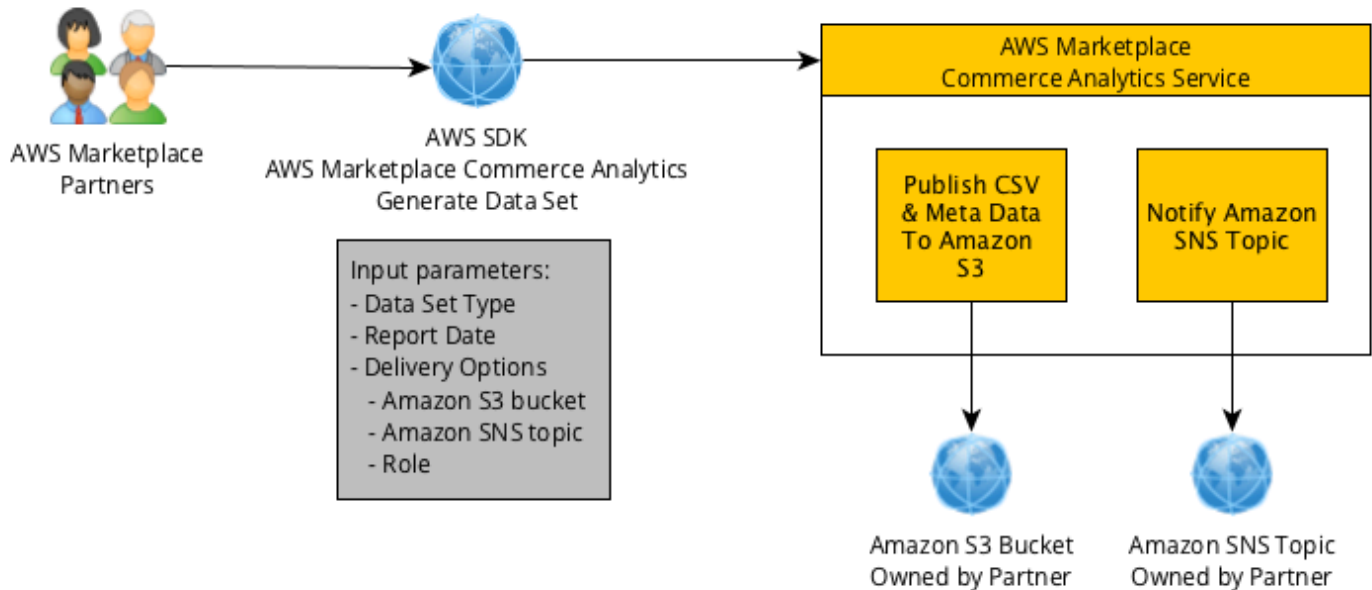 AWS Marketplace
Partners
AWS SDK
AWS Marketplace Commerce Analytics
Generate Data Set
Input parameters:
- Data Set Type
- Report Date
- Delivery Options
- Amazon S3 bucket
- Amazon SNS topic
- Role
AWS Marketplace
Commerce Analytics Service
Publish CSV
& Meta Data
To Amazon
S3
Notify Amazon
SNS Topic
Amazon S3 Bucket
Owned by Partner
Amazon SNS Topic
Owned by Partner